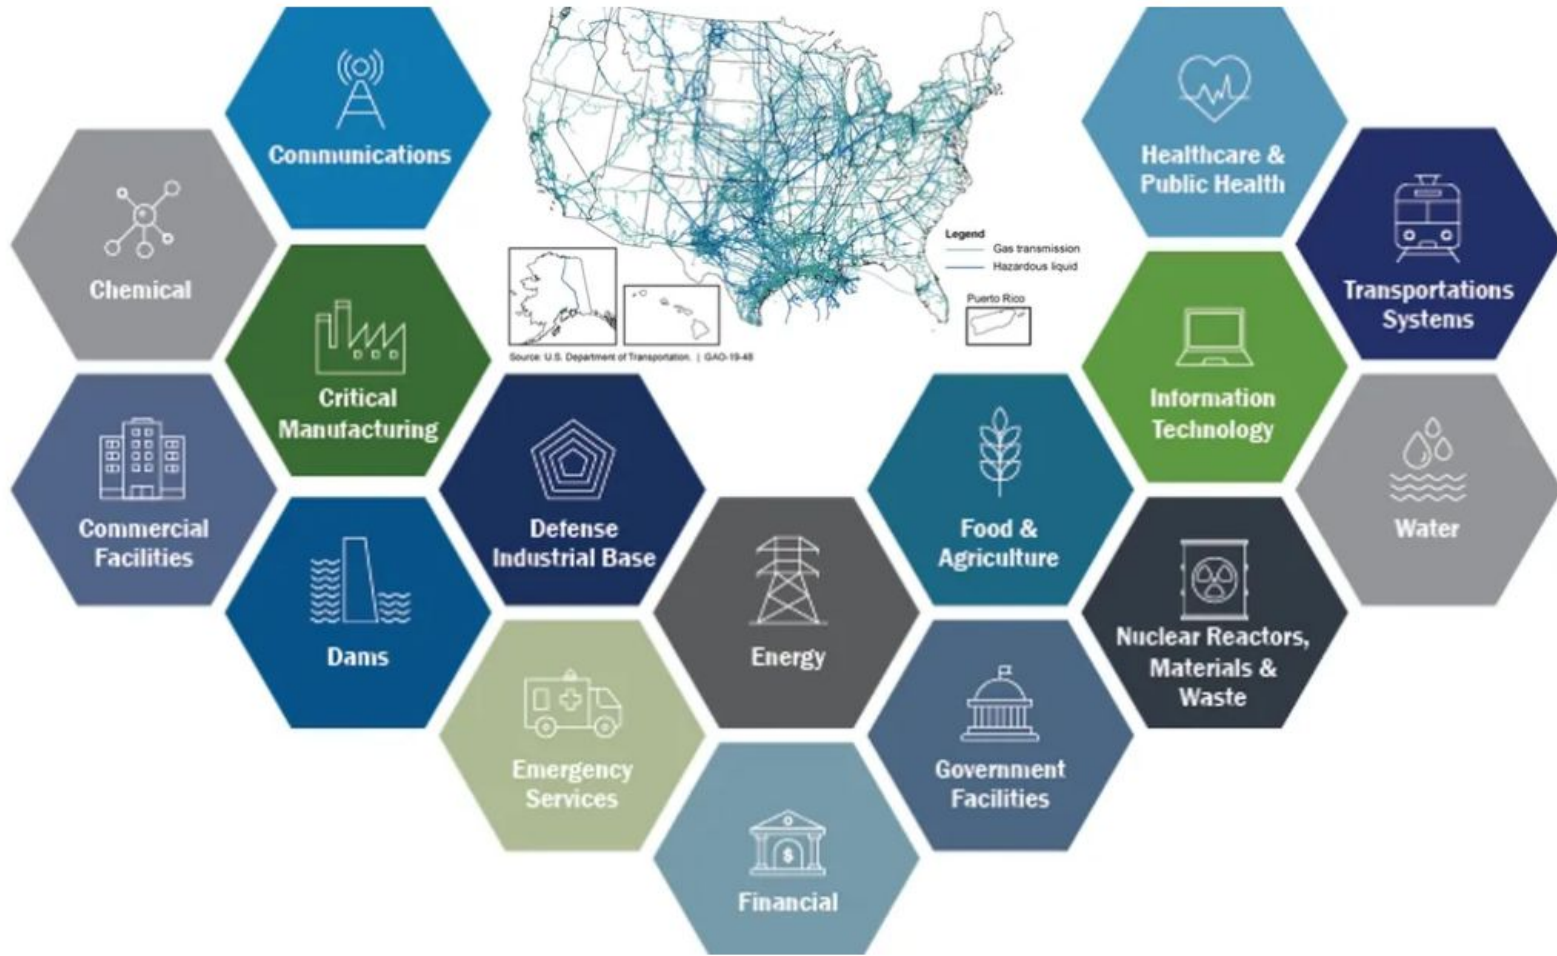 Communications
Healthcare &
Public Health
Chemical
Legend
Gas transmission
Hazardous liquid
Puerto Rico
Transportations
Systems
Source: U.S. Department of Transportation. | GAO-19-48
Critical
Manufacturing
Information
Technology
Commercial
Facilities
Defense
Industrial Base
Food &
Agriculture
Water
Dams
Energy
Nuclear Reactors,
Materials &
Waste
Emergency
Services
Government
Facilities
$
Financial